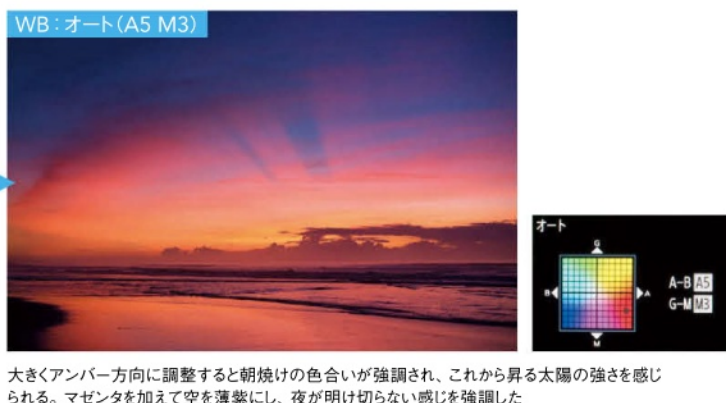 WB：オート（A5 M3）
オート
G
B
A
M
A-B A5
G-M M3
大きくアンバー方向に調整すると朝焼けの色合いが強調され、これから昇る太陽の強さを感じ
られる。マゼンタを加えて空を薄紫にし、夜が明け切らない感じを強調した